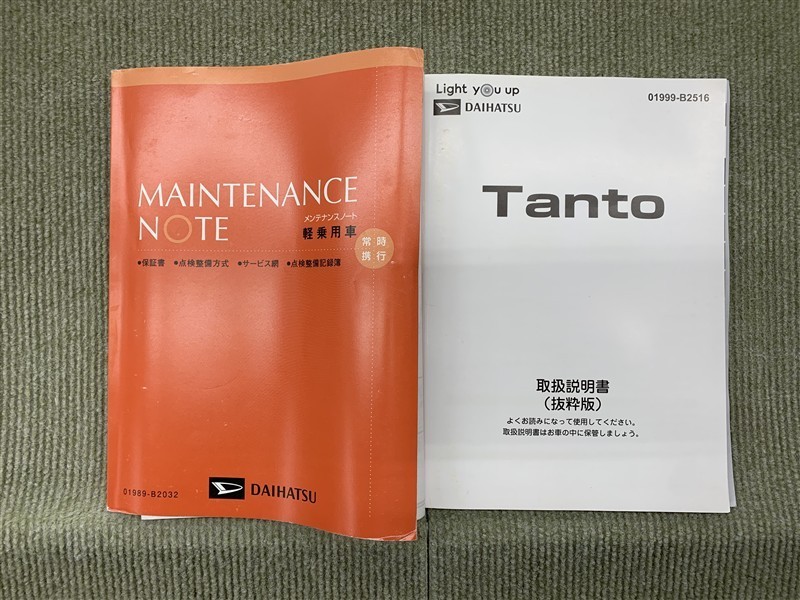 MAINTENANCE
NOTE
メンテナンスノート
軽乗用車
常時
携行
●保証書 ●点検整備方式 ●サービス網 ●点検整備記録簿
01989-B2032
DAIHATSU
Light you up
DAIHATSU
01999-B2516
Tanto
取扱説明書
(抜粋版)
よくお読みになって使用してください。
取扱説明書はお車の中に保管しましょう。